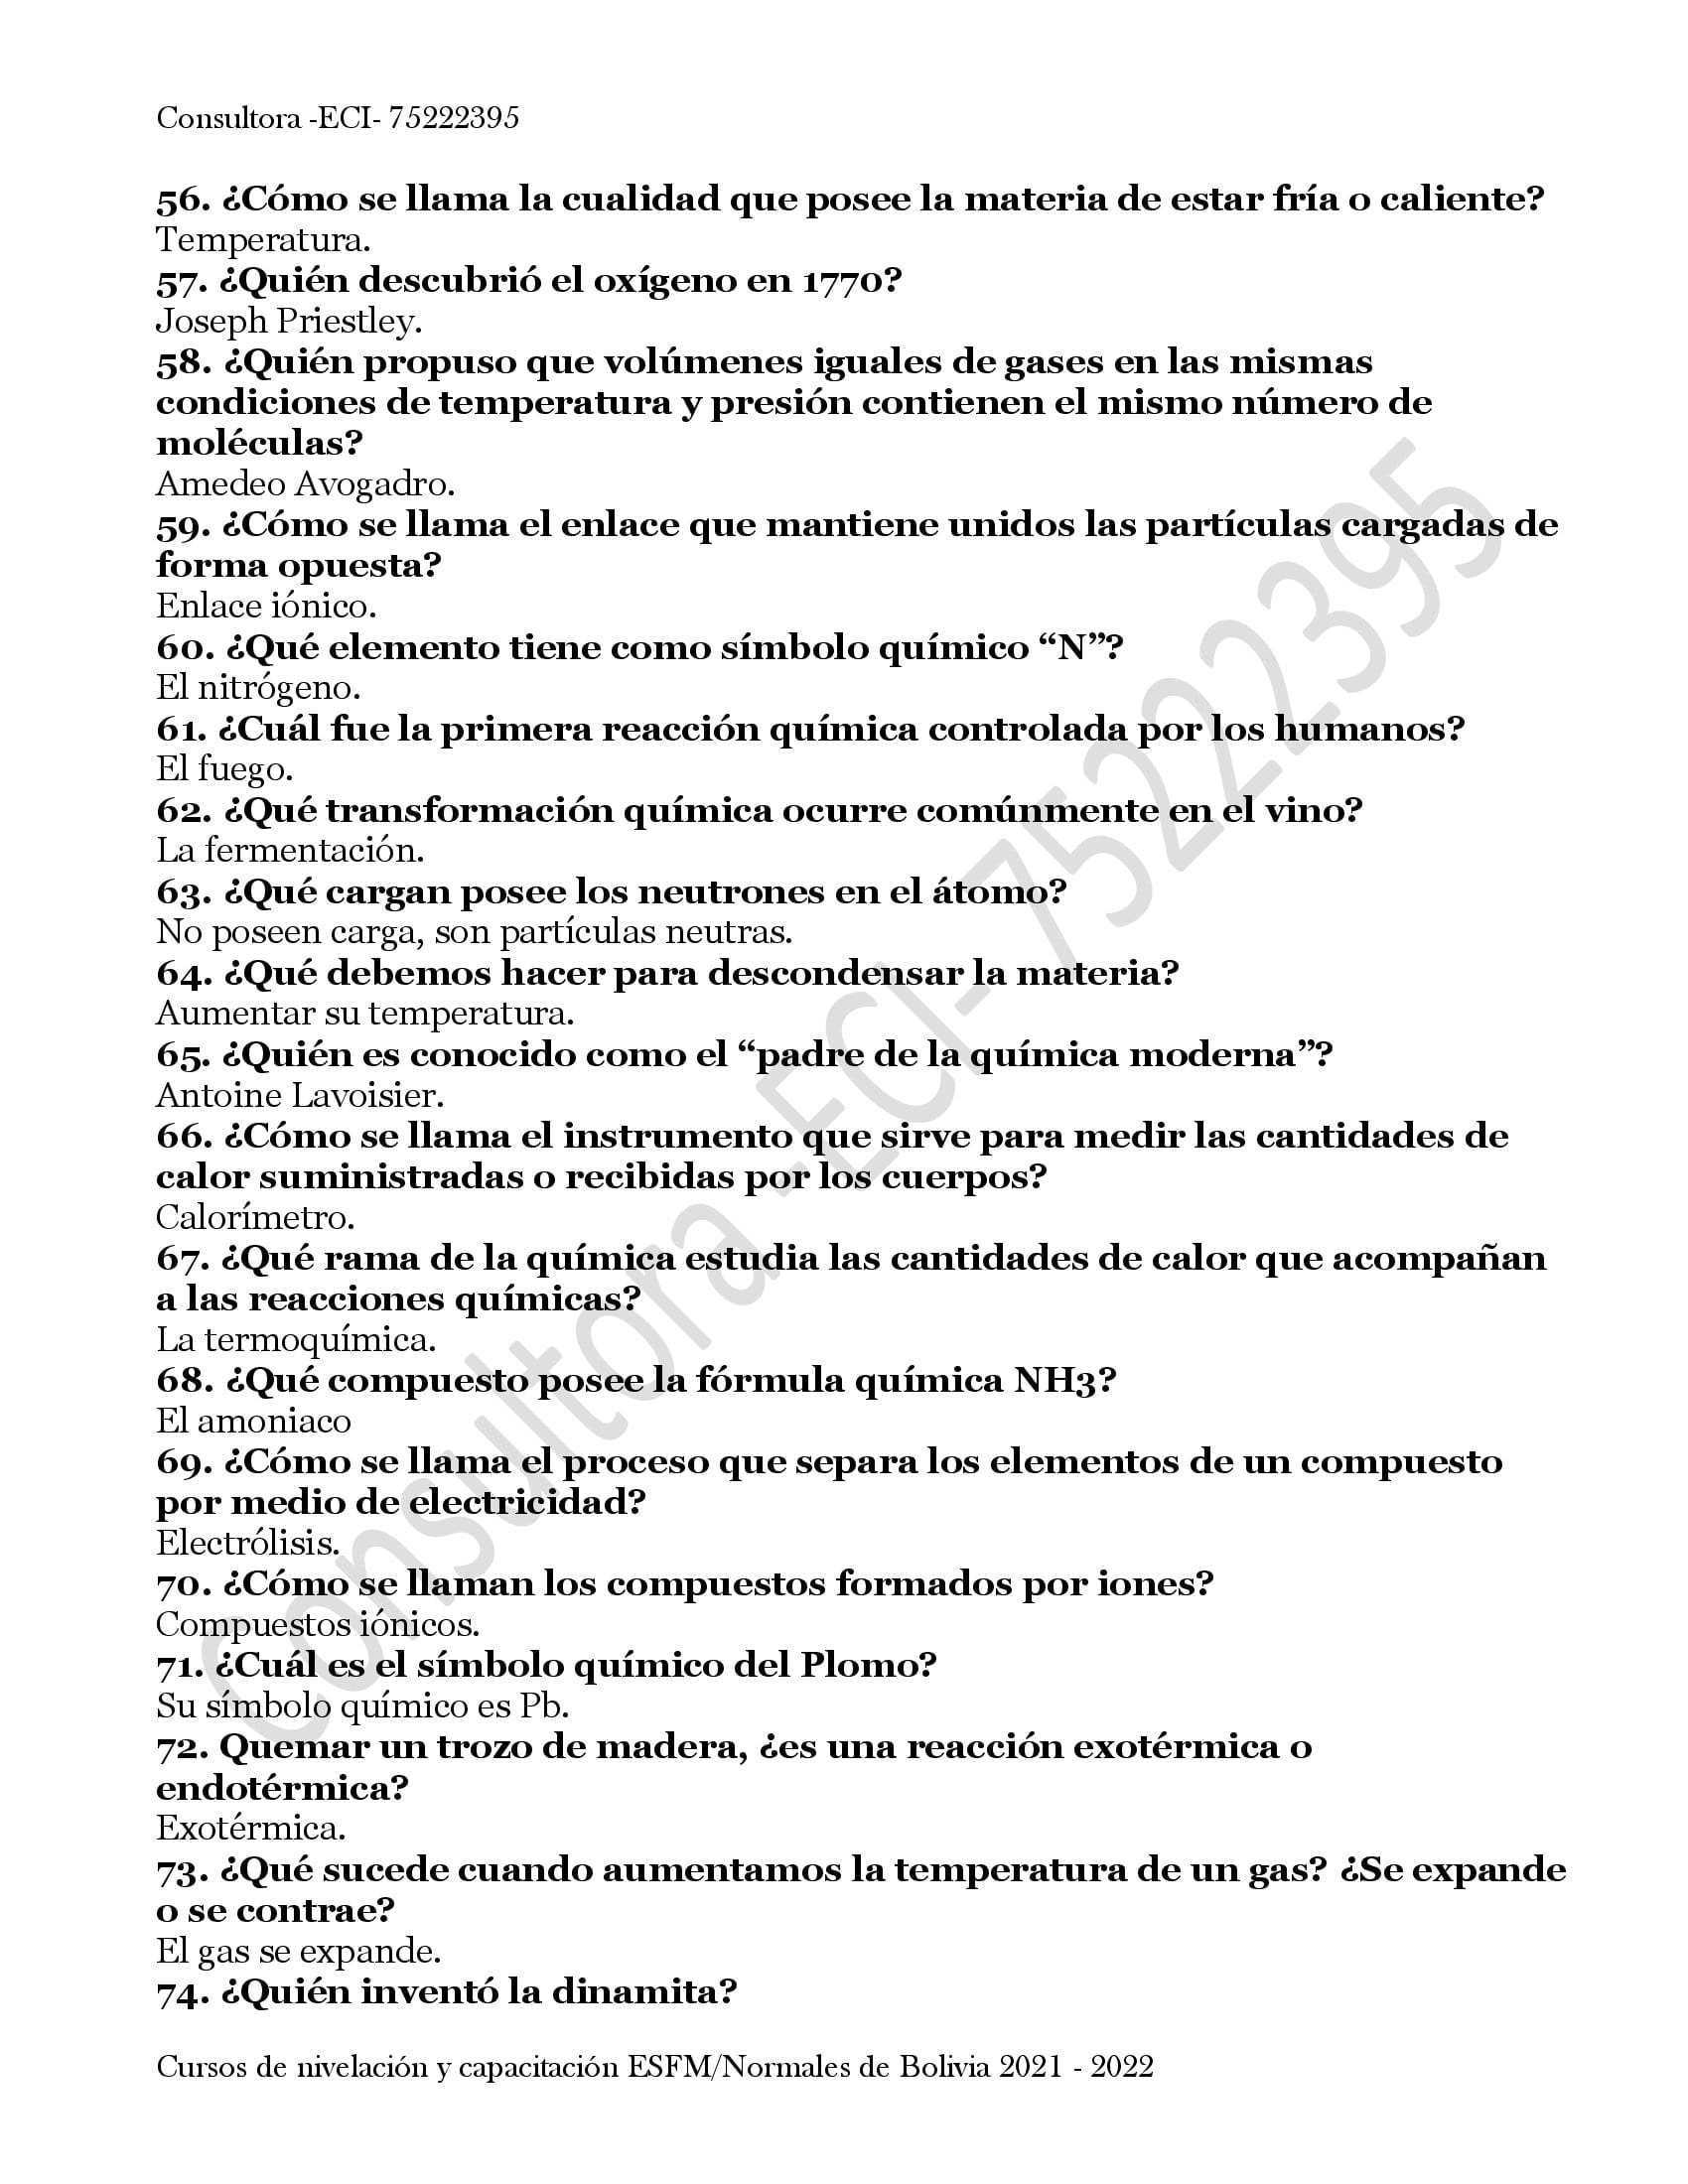 Consultora -ECI- 75222395
56. ¿Cómo se llama la cualidad que posee la materia de estar fría o caliente?
Temperatura.
57. ¿Quién descubrió el oxígeno en 1770?
Joseph Priestley.
58. ¿Quién propuso que volúmenes iguales de gases en las mismas
condiciones de temperatura y presión contienen el mismo número de
moléculas?
Amedeo Avogadro.
59. ¿Cómo se llama el enlace que mantiene unidos las partículas cargadas de
forma opuesta?
Enlace iónico.
60. ¿Qué elemento tiene como símbolo químico “N”?
El nitrógeno.
61. ¿Cuál fue la primera reacción química controlada por los humanos?
El fuego.
62. ¿Qué transformación química ocurre comúnmente en el vino?
La fermentación.
63. ¿Qué cargan posee los neutrones en el átomo?
No poseen carga, son partículas neutras.
64. ¿Qué debemos hacer para descondensar la materia?
Aumentar su temperatura.
65. ¿Quién es conocido como el “padre de la química moderna”?
Antoine Lavoisier.
66. ¿Cómo se llama el instrumento que sirve para medir las cantidades de
calor suministradas o recibidas por los cuerpos?
Calorímetro.
67. ¿Qué rama de la química estudia las cantidades de calor que acompañan
a las reacciones químicas?
La termoquímica.
68. ¿Qué compuesto posee la fórmula química NH3?
El amoniaco
69. ¿Cómo se llama el proceso que separa los elementos de un compuesto
por medio de electricidad?
Electrólisis.
70. ¿Cómo se llaman los compuestos formados por iones?
Compuestos iónicos.
71. ¿Cuál es el símbolo químico del Plomo?
Su símbolo químico es Pb.
72. Quemar un trozo de madera, ¿es una reacción exotérmica o
endotérmica?
Exotérmica.
73. ¿Qué sucede cuando aumentamos la temperatura de un gas? ¿Se expande
o se contrae?
El gas se expande.
74. ¿Quién inventó la dinamita?
Cursos de nivelación y capacitación ESFM/Normales de Bolivia 2021 - 2022
Consultora -ECI- 75222395